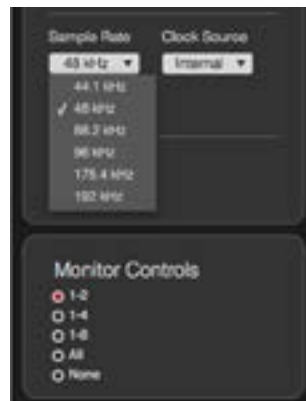 Sample Rate Clock Source
48 kHz Internal
44.1 kHz
48 kHz
88.2 kHz
96 kHz
176.4 kHz
192 kHz
Monitor Controls
1-2
1-4
1-8
All
None